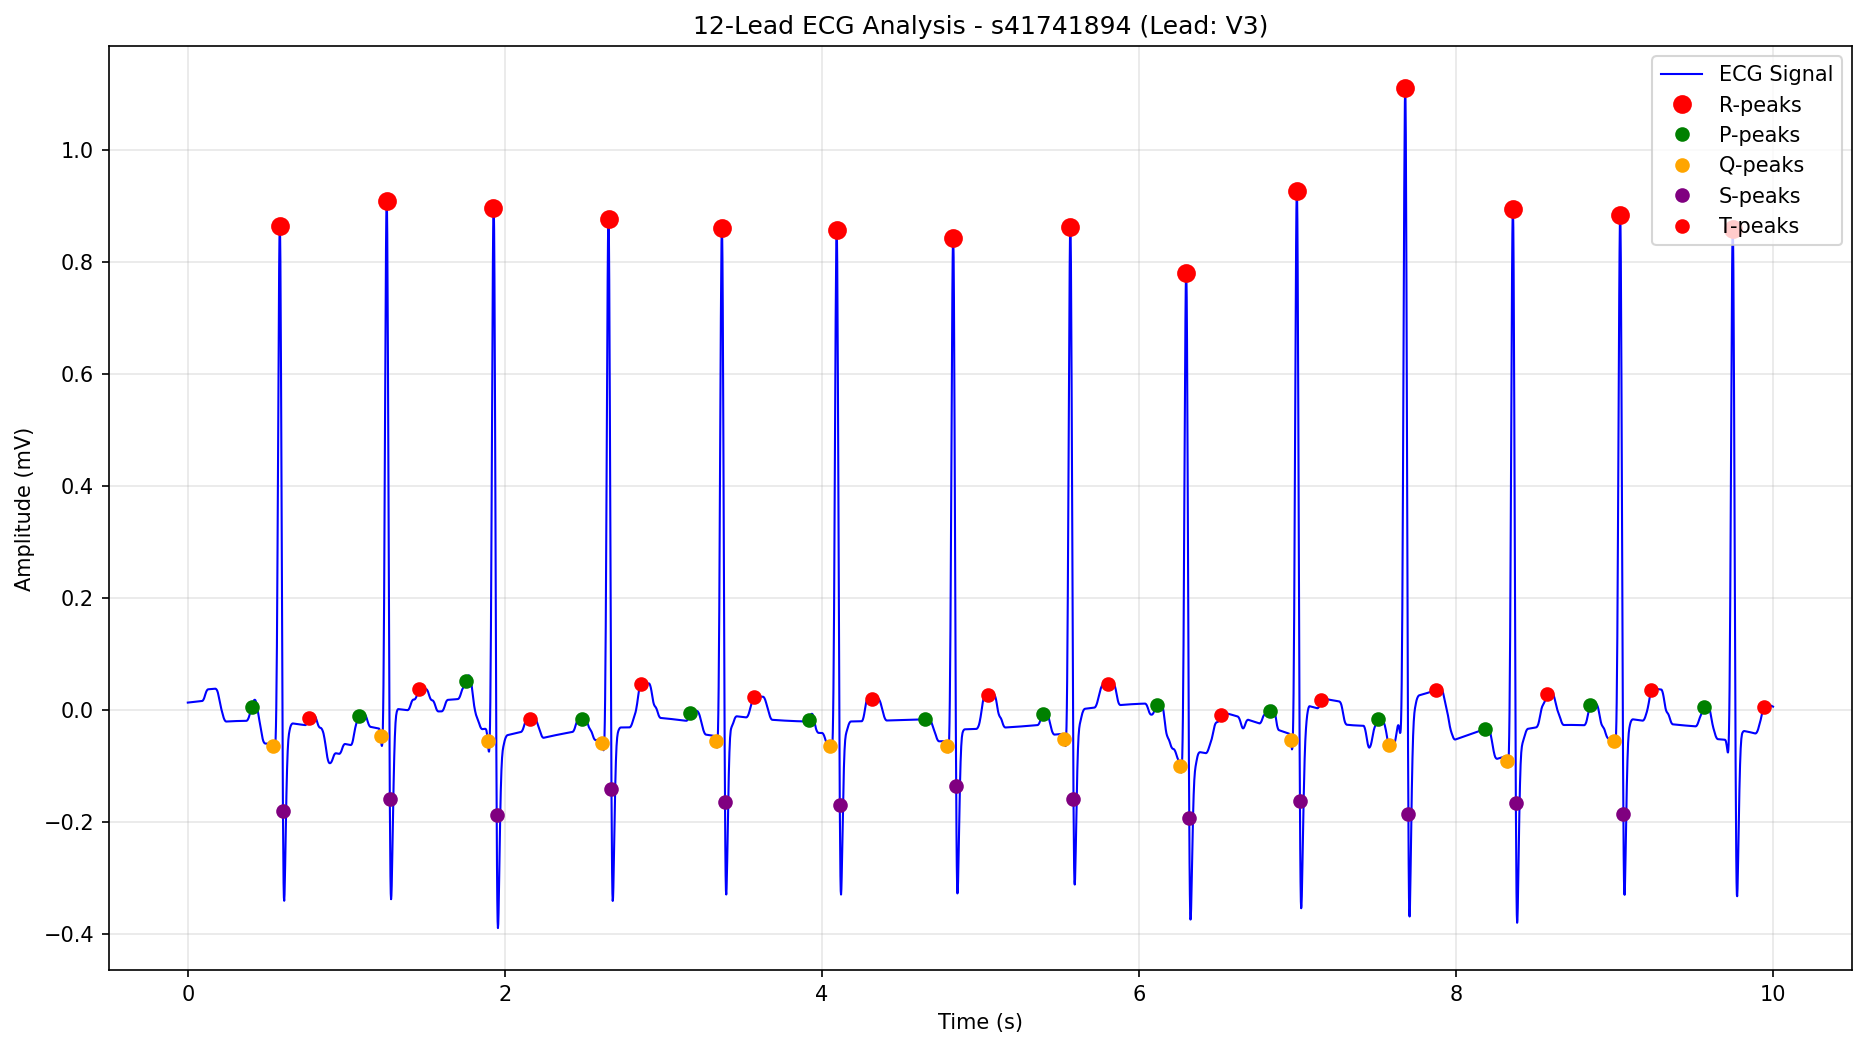 12-Lead ECG Analysis - s41741894 (Lead: V3)
ECG Signal
R-peaks
P-peaks
Q-peaks
S-peaks
T-peaks
Amplitude (mV)
1.0
0.8
0.6
0.4
0.2
0.0
−0.2
−0.4
0 2 4 6 8 10
Time (s)